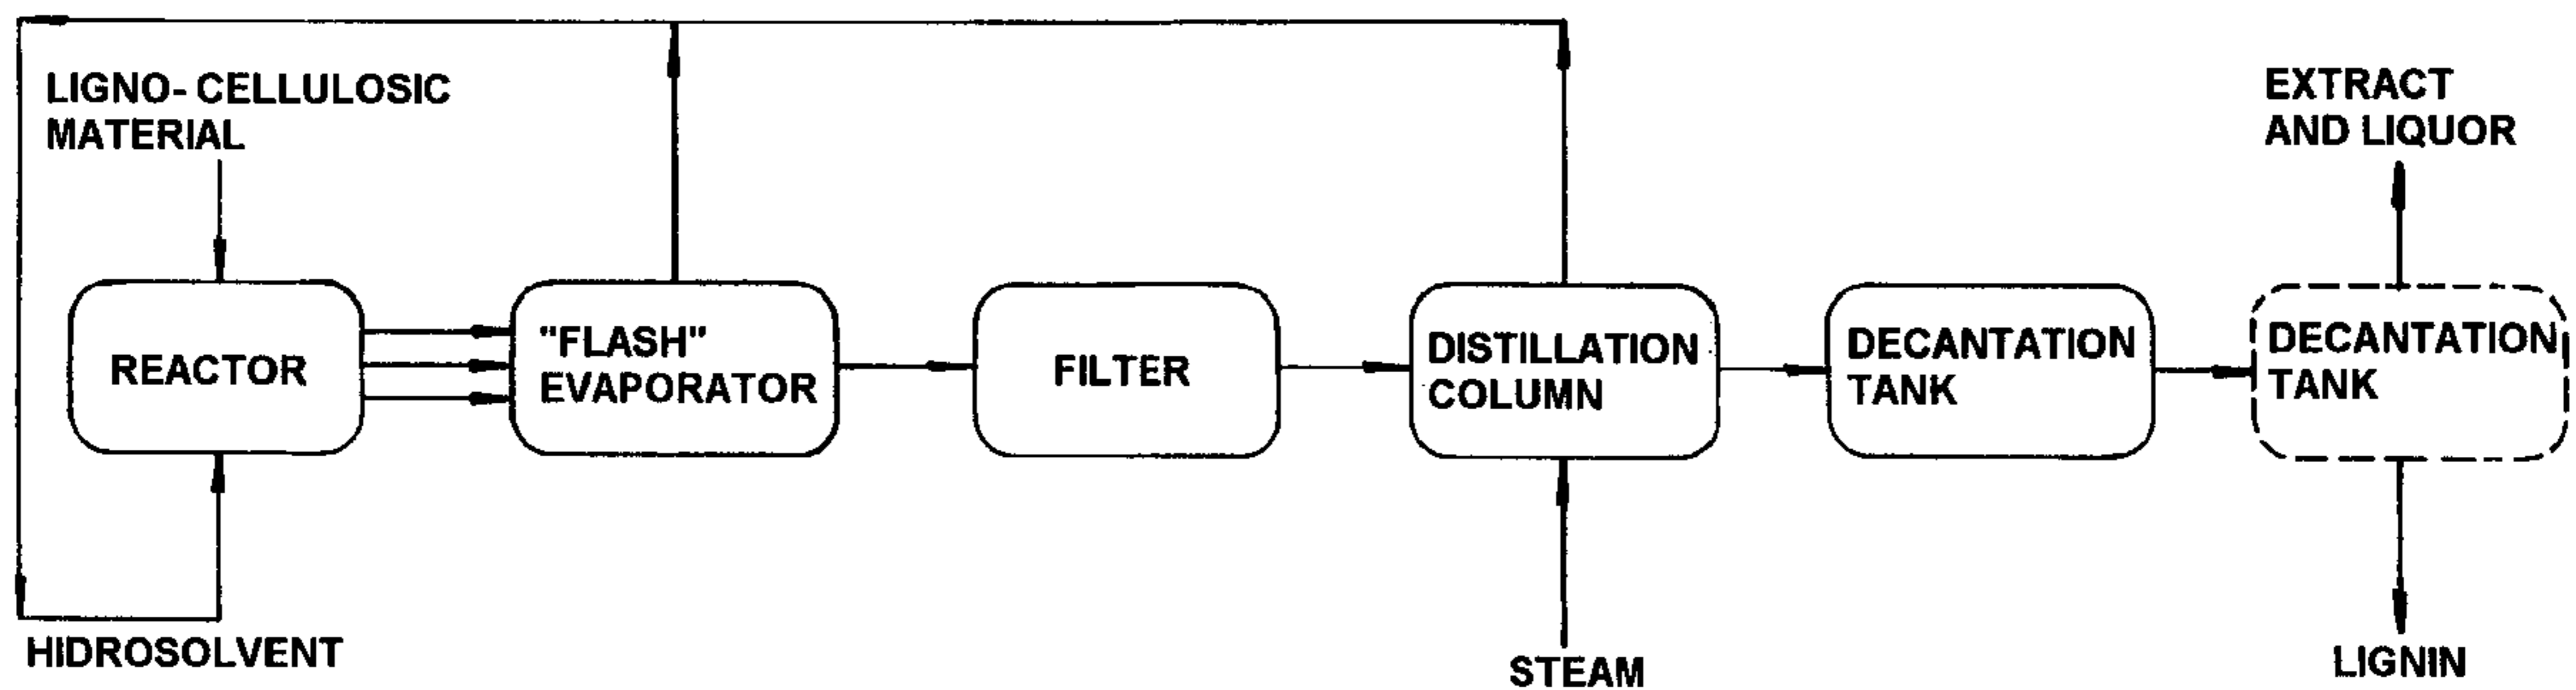 LIGNO- CELLULOSIC
MATERIAL
EXTRACT
AND LIQUOR
REACTOR
"FLASH"
EVAPORATOR
FILTER
DISTILLATION
COLUMN
DECANTATION
TANK
DECANTATION
TANK
HIDROSOLVENT
STEAM
LIGNIN